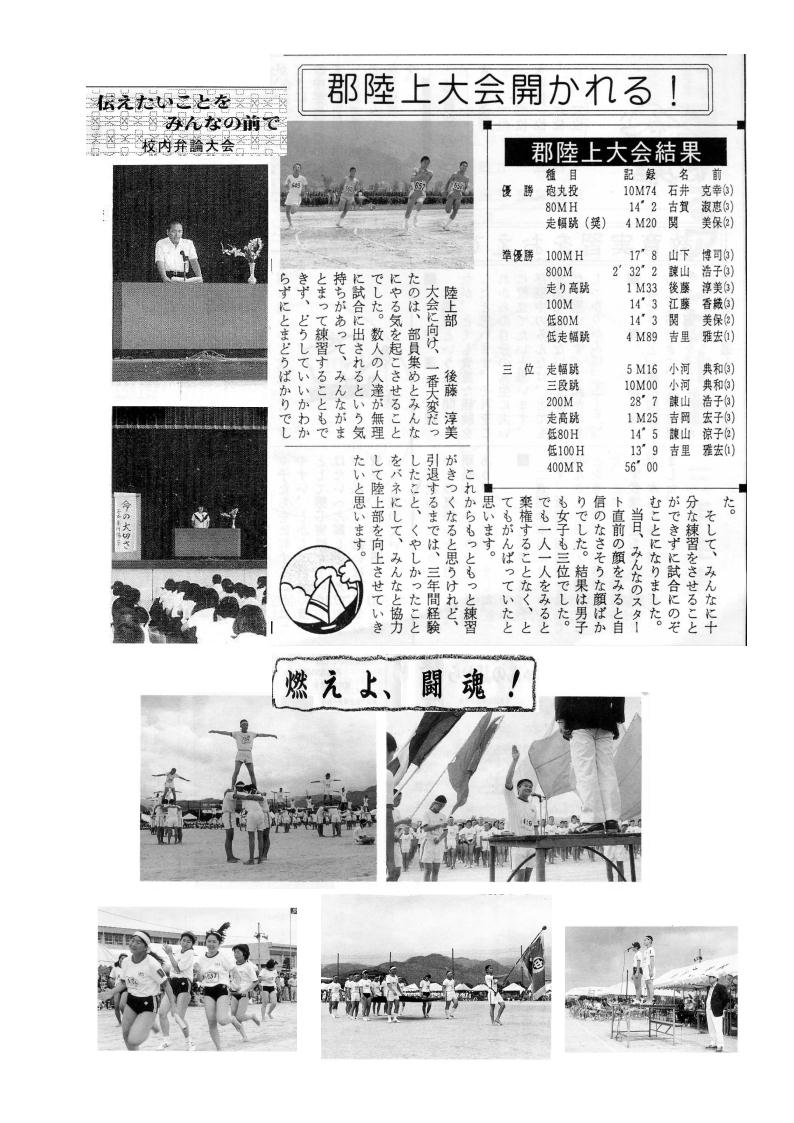 郡陸上大会開かれる！
伝えたいことを
みんなの前で
校内弁論大会
郡陸上大会結果
種目 記録 名前
優勝 砲丸投 10M74 石井 克幸(3)
80MH 14"2 古賀 淑恵(3)
走幅跳(奨) 4M20 関 美保(2)
準優勝 100MH 17"8 山下 博司(3)
800M 2'32"2 諌山 浩子(3)
走り高跳 1M33 後藤 淳美(3)
100M 14"3 江藤 香織(3)
低80M 14"3 関 美保(2)
低走幅跳 4M89 吉里 雅宏(1)
三位 走幅跳 5M16 小河 典和(3)
三段跳 10M00 小河 典和(3)
200M 28"7 諌山 浩子(3)
走高跳 1M25 吉岡 宏子(3)
低80H 14"5 諌山 涼子(2)
低100H 13"9 吉里 雅宏(1)
400MR 56"00
陸上部 後藤 淳美
大会に向け、一番大変だっ
たのは、部員集めとみんな
にやる気を起こさせること
でした。数人の人達が無理
に試合に出されるという気
持ちがあって、みんながま
とまって練習することもで
きず、どうしていいかわか
らずにとまどうばかりでし
た。
そして、みんなに十
分な練習をさせること
ができずに試合にのぞ
むことになりました。
当日、みんなのスター
ト直前の顔をみると自
信のなさそうな顔ばか
りでした。結果は男子
も女子も三位でした。
でも一人一人をみると
棄権することなく、と
てもがんばっていたと
思います。
これからもっともっと練習
がきつくなると思うけれど、
引退するまでは、三年間経験
したこと、くやしかったこと
をバネにして、みんなと協力
して陸上部を向上させていき
たいと思います。
今の大切さ
燃えよ、闘魂！